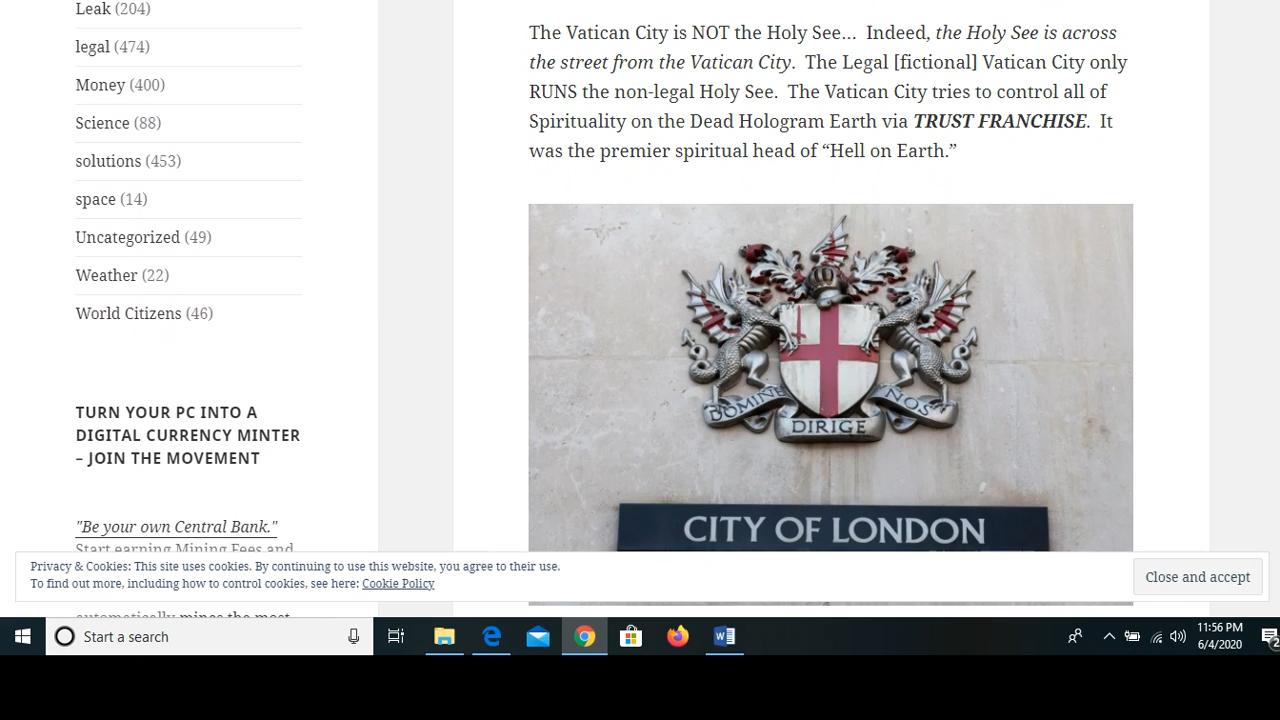 Leak (204)
legal (474)
Money (400)
Science (88)
solutions (453)
space (14)
Uncategorized (49)
Weather (22)
World Citizens (46)
TURN YOUR PC INTO A
DIGITAL CURRENCY MINTER
– JOIN THE MOVEMENT
"Be your own Central Bank."
Start earning Mining Fees and
automatically mines the most
The Vatican City is NOT the Holy See…  Indeed, the Holy See is across
the street from the Vatican City.  The Legal [fictional] Vatican City only
RUNS the non-legal Holy See.  The Vatican City tries to control all of
Spirituality on the Dead Hologram Earth via TRUST FRANCHISE.  It
was the premier spiritual head of “Hell on Earth.”
DOMINE DIRIGE NOS
CITY OF LONDON
Privacy & Cookies: This site uses cookies. By continuing to use this website, you agree to their use.
To find out more, including how to control cookies, see here: Cookie Policy
Close and accept
Start a search
11:56 PM
6/4/2020
2